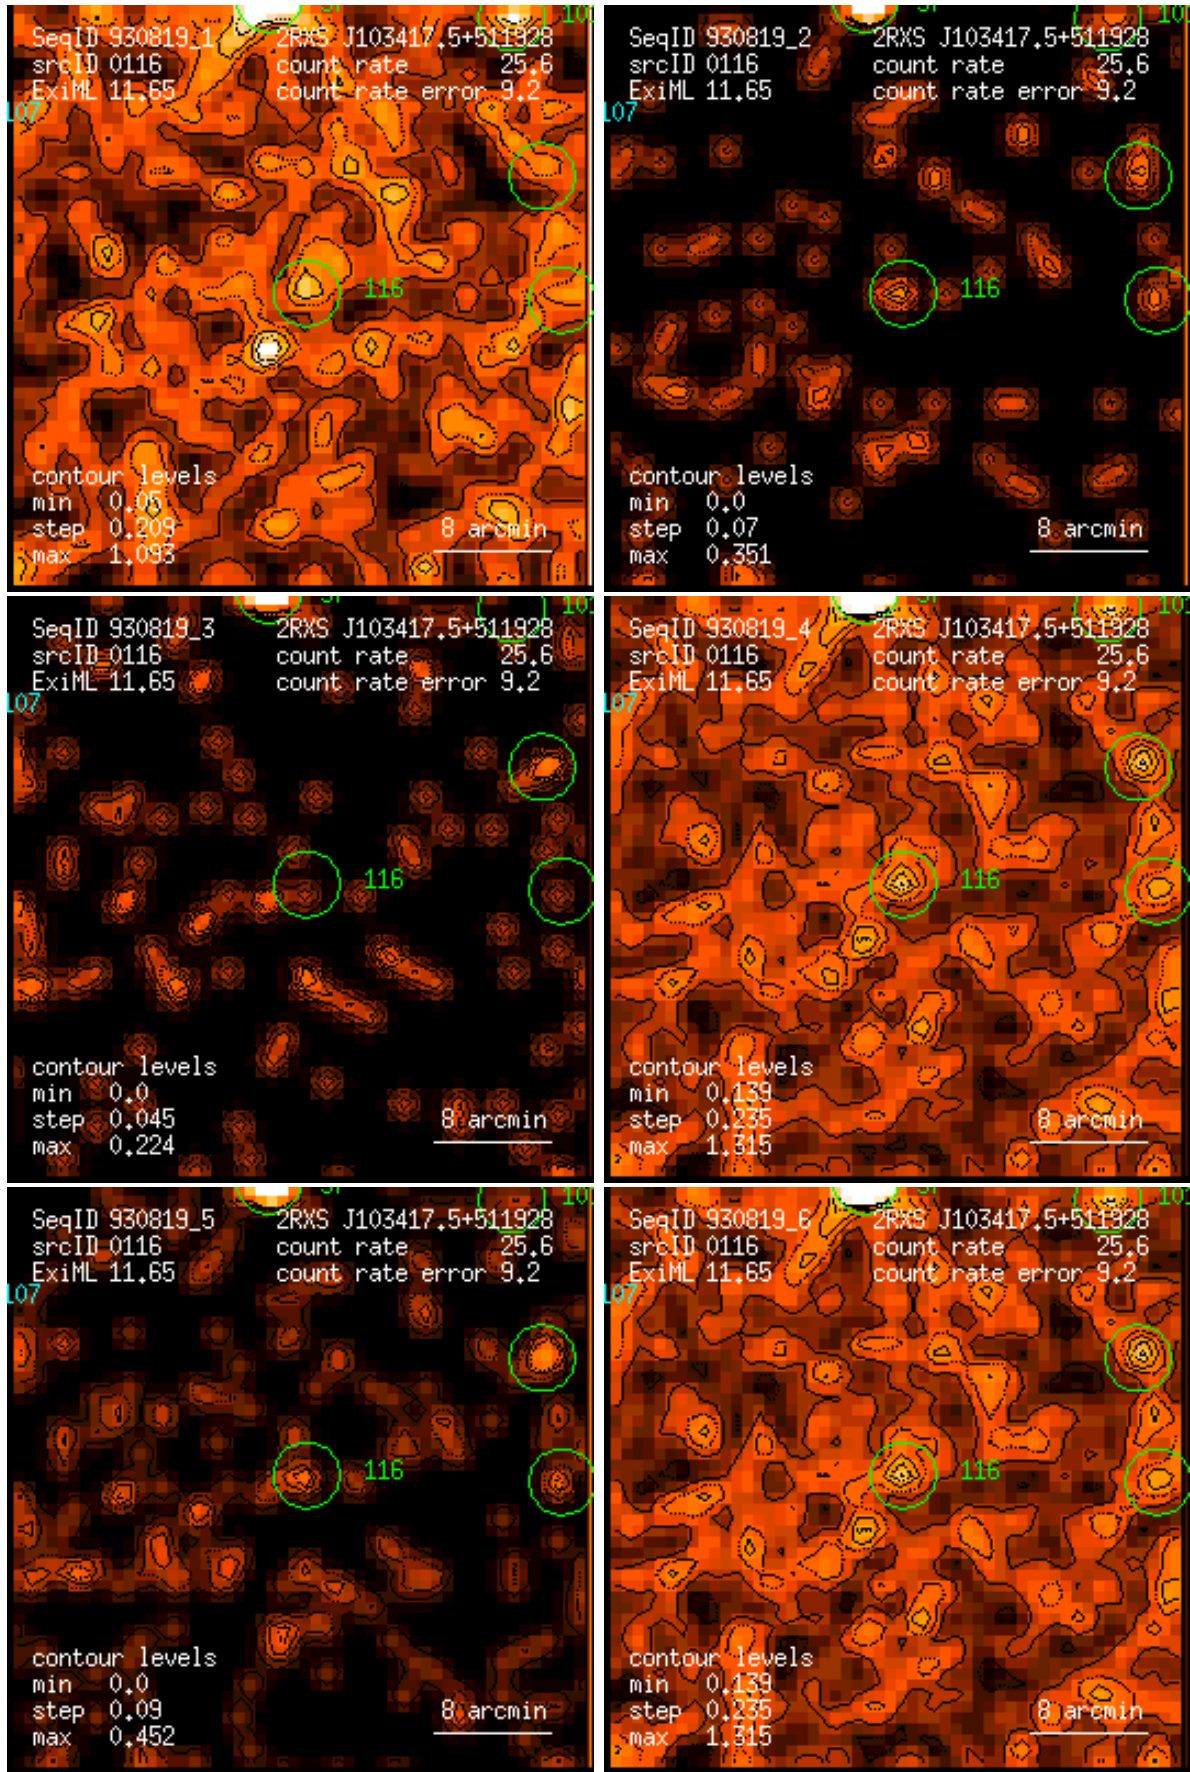 SeqID 930819_1 2RXS J103417.5+511928
srcID 0116 count rate 25.6
ExiML 11.65 count rate error 9.2
107
116
contour levels
min 0.05
step 0.209 8 arcmin
max 1.093
SeqID 930819_2 2RXS J103417.5+511928
srcID 0116 count rate 25.6
ExiML 11.65 count rate error 9.2
107
116
contour levels
min 0.0
step 0.07 8 arcmin
max 0.351
SeqID 930819_3 2RXS J103417.5+511928
srcID 0116 count rate 25.6
ExiML 11.65 count rate error 9.2
107
116
contour levels
min 0.0
step 0.045 8 arcmin
max 0.224
SeqID 930819_4 2RXS J103417.5+511928
srcID 0116 count rate 25.6
ExiML 11.65 count rate error 9.2
107
116
contour levels
min 0.139
step 0.235 8 arcmin
max 1.315
SeqID 930819_5 2RXS J103417.5+511928
srcID 0116 count rate 25.6
ExiML 11.65 count rate error 9.2
107
116
contour levels
min 0.0
step 0.09 8 arcmin
max 0.452
SeqID 930819_6 2RXS J103417.5+511928
srcID 0116 count rate 25.6
ExiML 11.65 count rate error 9.2
107
116
contour levels
min 0.139
step 0.235 8 arcmin
max 1.315